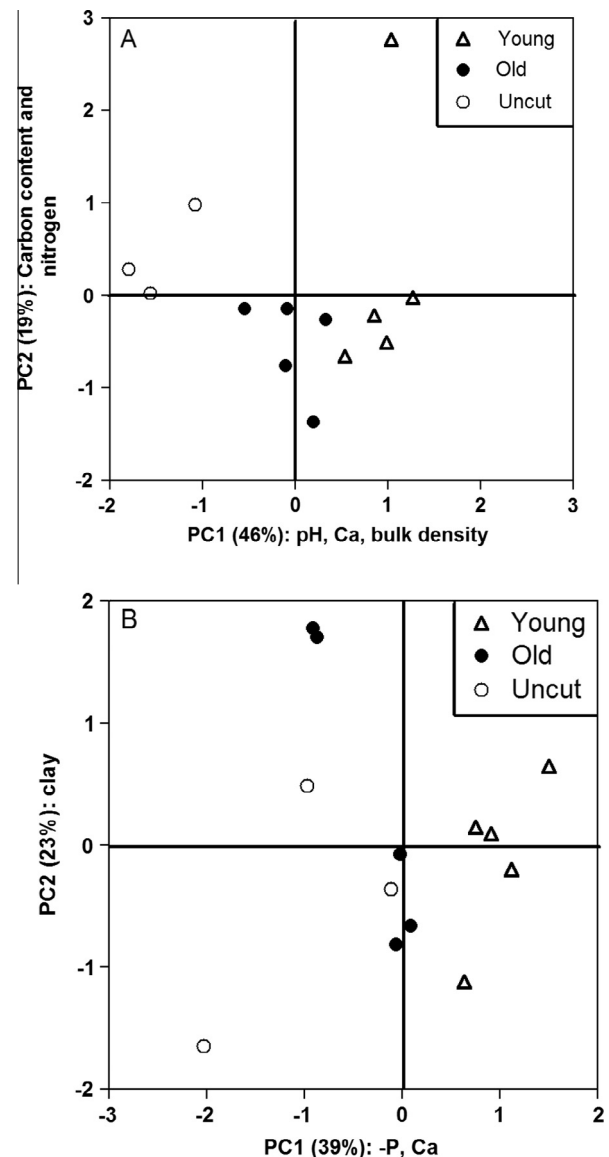 A
Young
Old
Uncut
3
2
1
0
-1
-2
-2
-1
0
1
2
3
PC2 (19%): Carbon content and
nitrogen
PC1 (46%): pH, Ca, bulk density
B
Young
Old
Uncut
2
1
0
-1
-2
-3
-2
-1
0
1
2
PC2 (23%): clay
PC1 (39%): -P, Ca